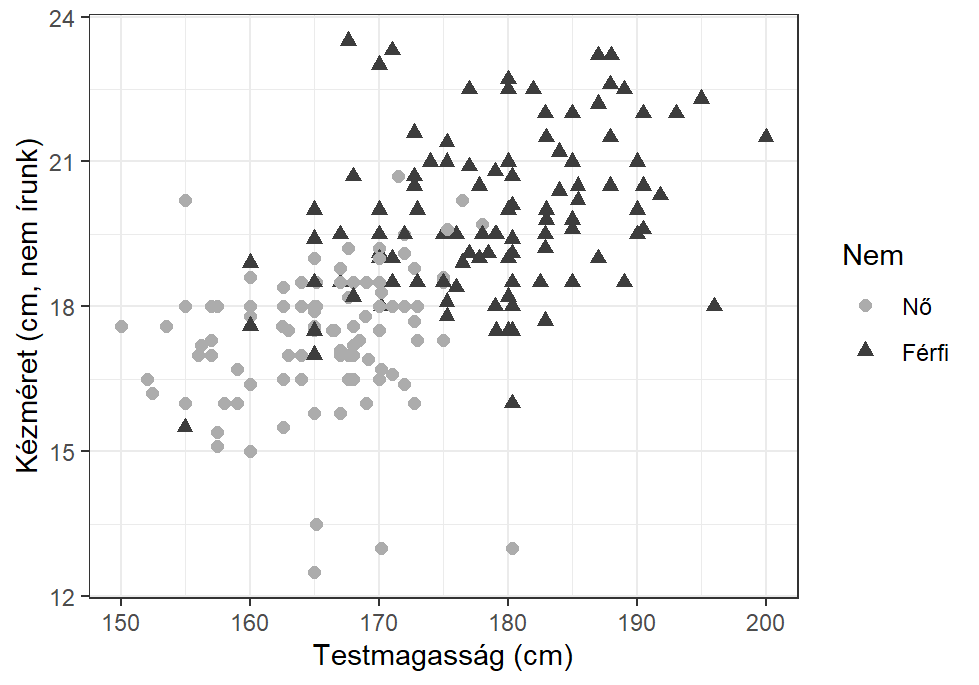 24
21
18
15
12
Kézméret (cm, nem írunk)
150 160 170 180 190 200
Testmagasság (cm)
Nem
Nő
Férfi